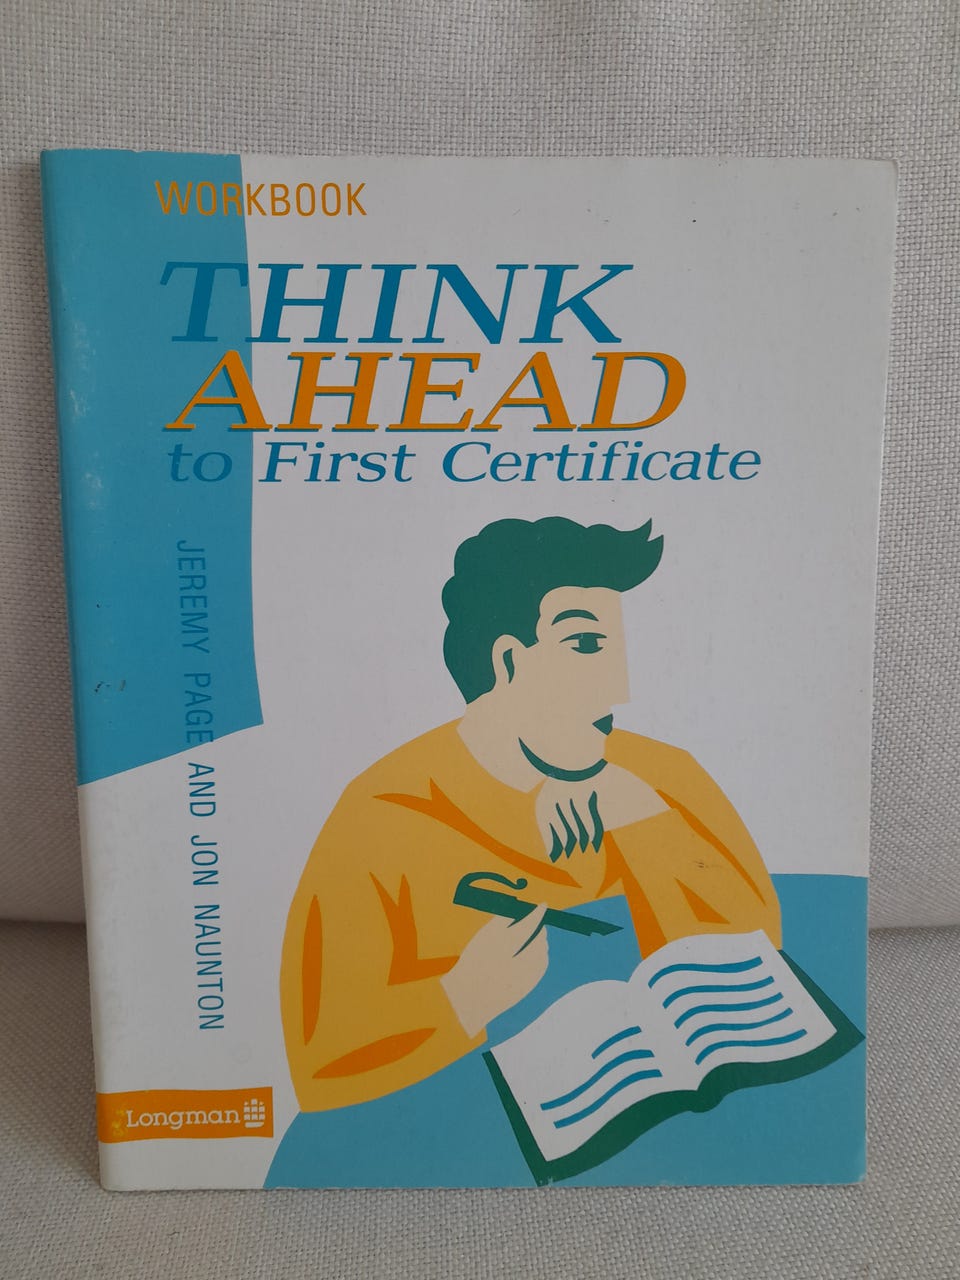 WORKBOOK
THINK
AHEAD
to First Certificate
JEREMY PAGE AND JON NAUNTON
Longman